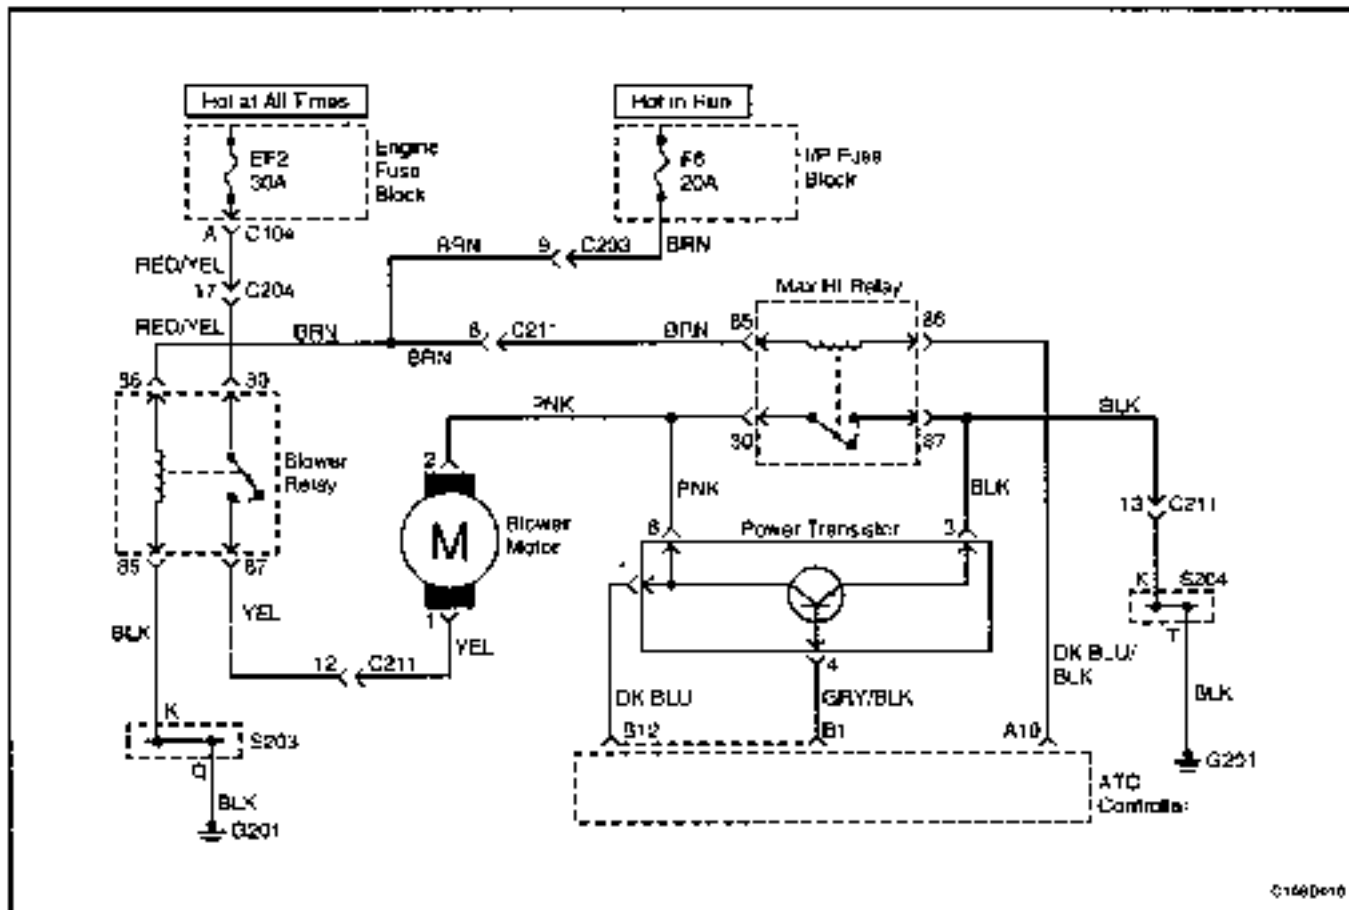 Hot at All Times
Hot in Run
EF2
30A
Engine
Fuse
Block
F6
20A
I/P Fuse
Block
A
C104
BRN
9
C203
BRN
RED/YEL
17
C204
RED/YEL
BRN
BRN
8
C211
BRN
Max Hi Relay
85
86
86
30
PNK
30
87
BLK
Blower
Relay
2
PNK
BLK
13
C211
M
Blower
Motor
6
Power Transistor
3
85
87
K
S204
T
BLK
YEL
1
YEL
12
C211
4
DK BLU
GRY/BLK
DK BLU/
BLK
BLK
K
S203
Q
B12
B1
A10
G201
BLK
G201
ATC
Controller